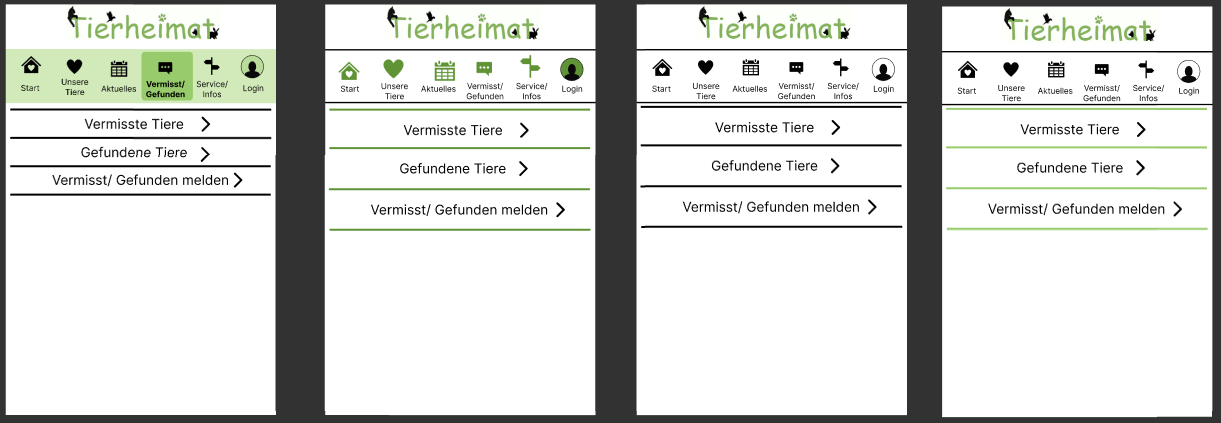 Tierheimat
Start
Unsere
Tiere
Aktuelles
Vermisst/
Gefunden
Service/
Infos
Login
Vermisste Tiere
Gefundene Tiere
Vermisst/ Gefunden melden
Tierheimat
Start
Unsere
Tiere
Aktuelles
Vermisst/
Gefunden
Service/
Infos
Login
Vermisste Tiere
Gefundene Tiere
Vermisst/ Gefunden melden
Tierheimat
Start
Unsere
Tiere
Aktuelles
Vermisst/
Gefunden
Service/
Infos
Login
Vermisste Tiere
Gefundene Tiere
Vermisst/ Gefunden melden
Tierheimat
Start
Unsere
Tiere
Aktuelles
Vermisst/
Gefunden
Service/
Infos
Login
Vermisste Tiere
Gefundene Tiere
Vermisst/ Gefunden melden